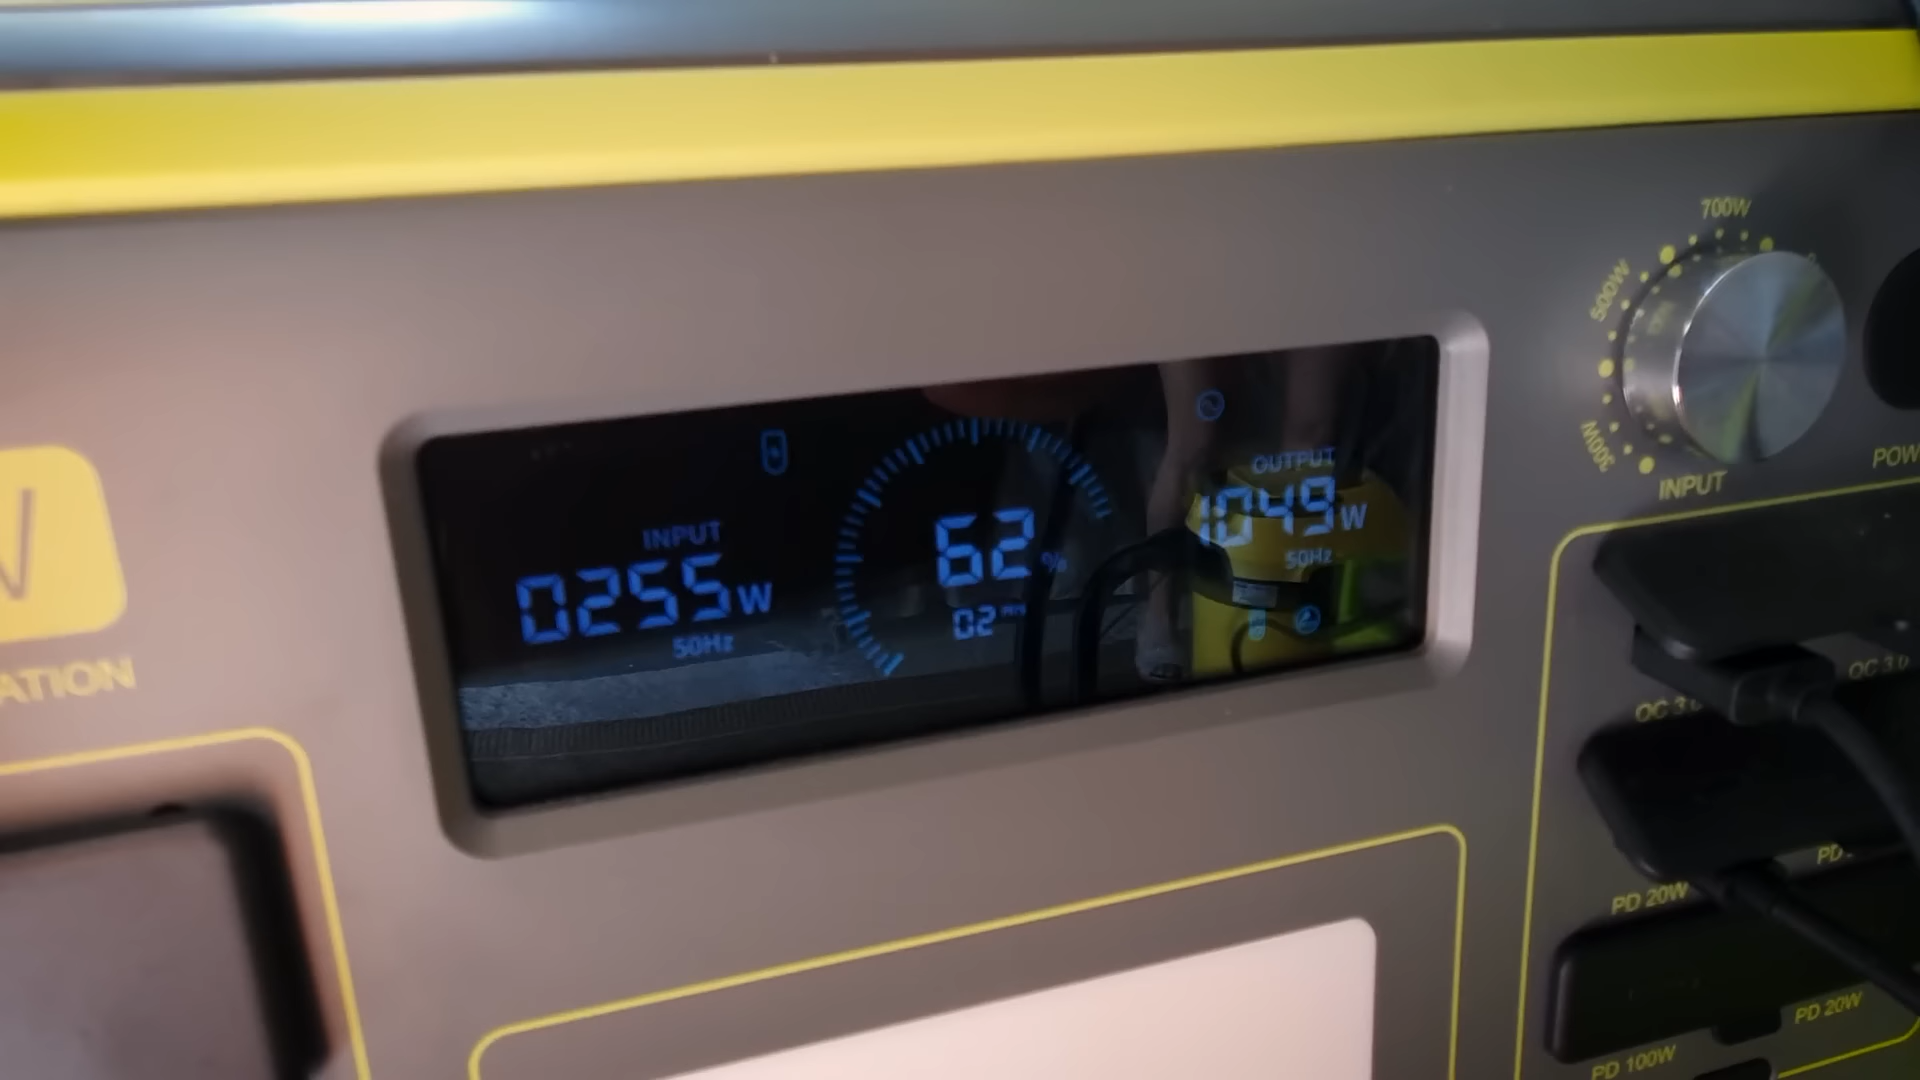 700W
500W
300W
INPUT
POW
INPUT
0255W
50Hz
62%
02
OUTPUT
1049W
50Hz
ATION
QC 3.0
QC 3.0
PD
PD 20W
PD 20W
PD 100W